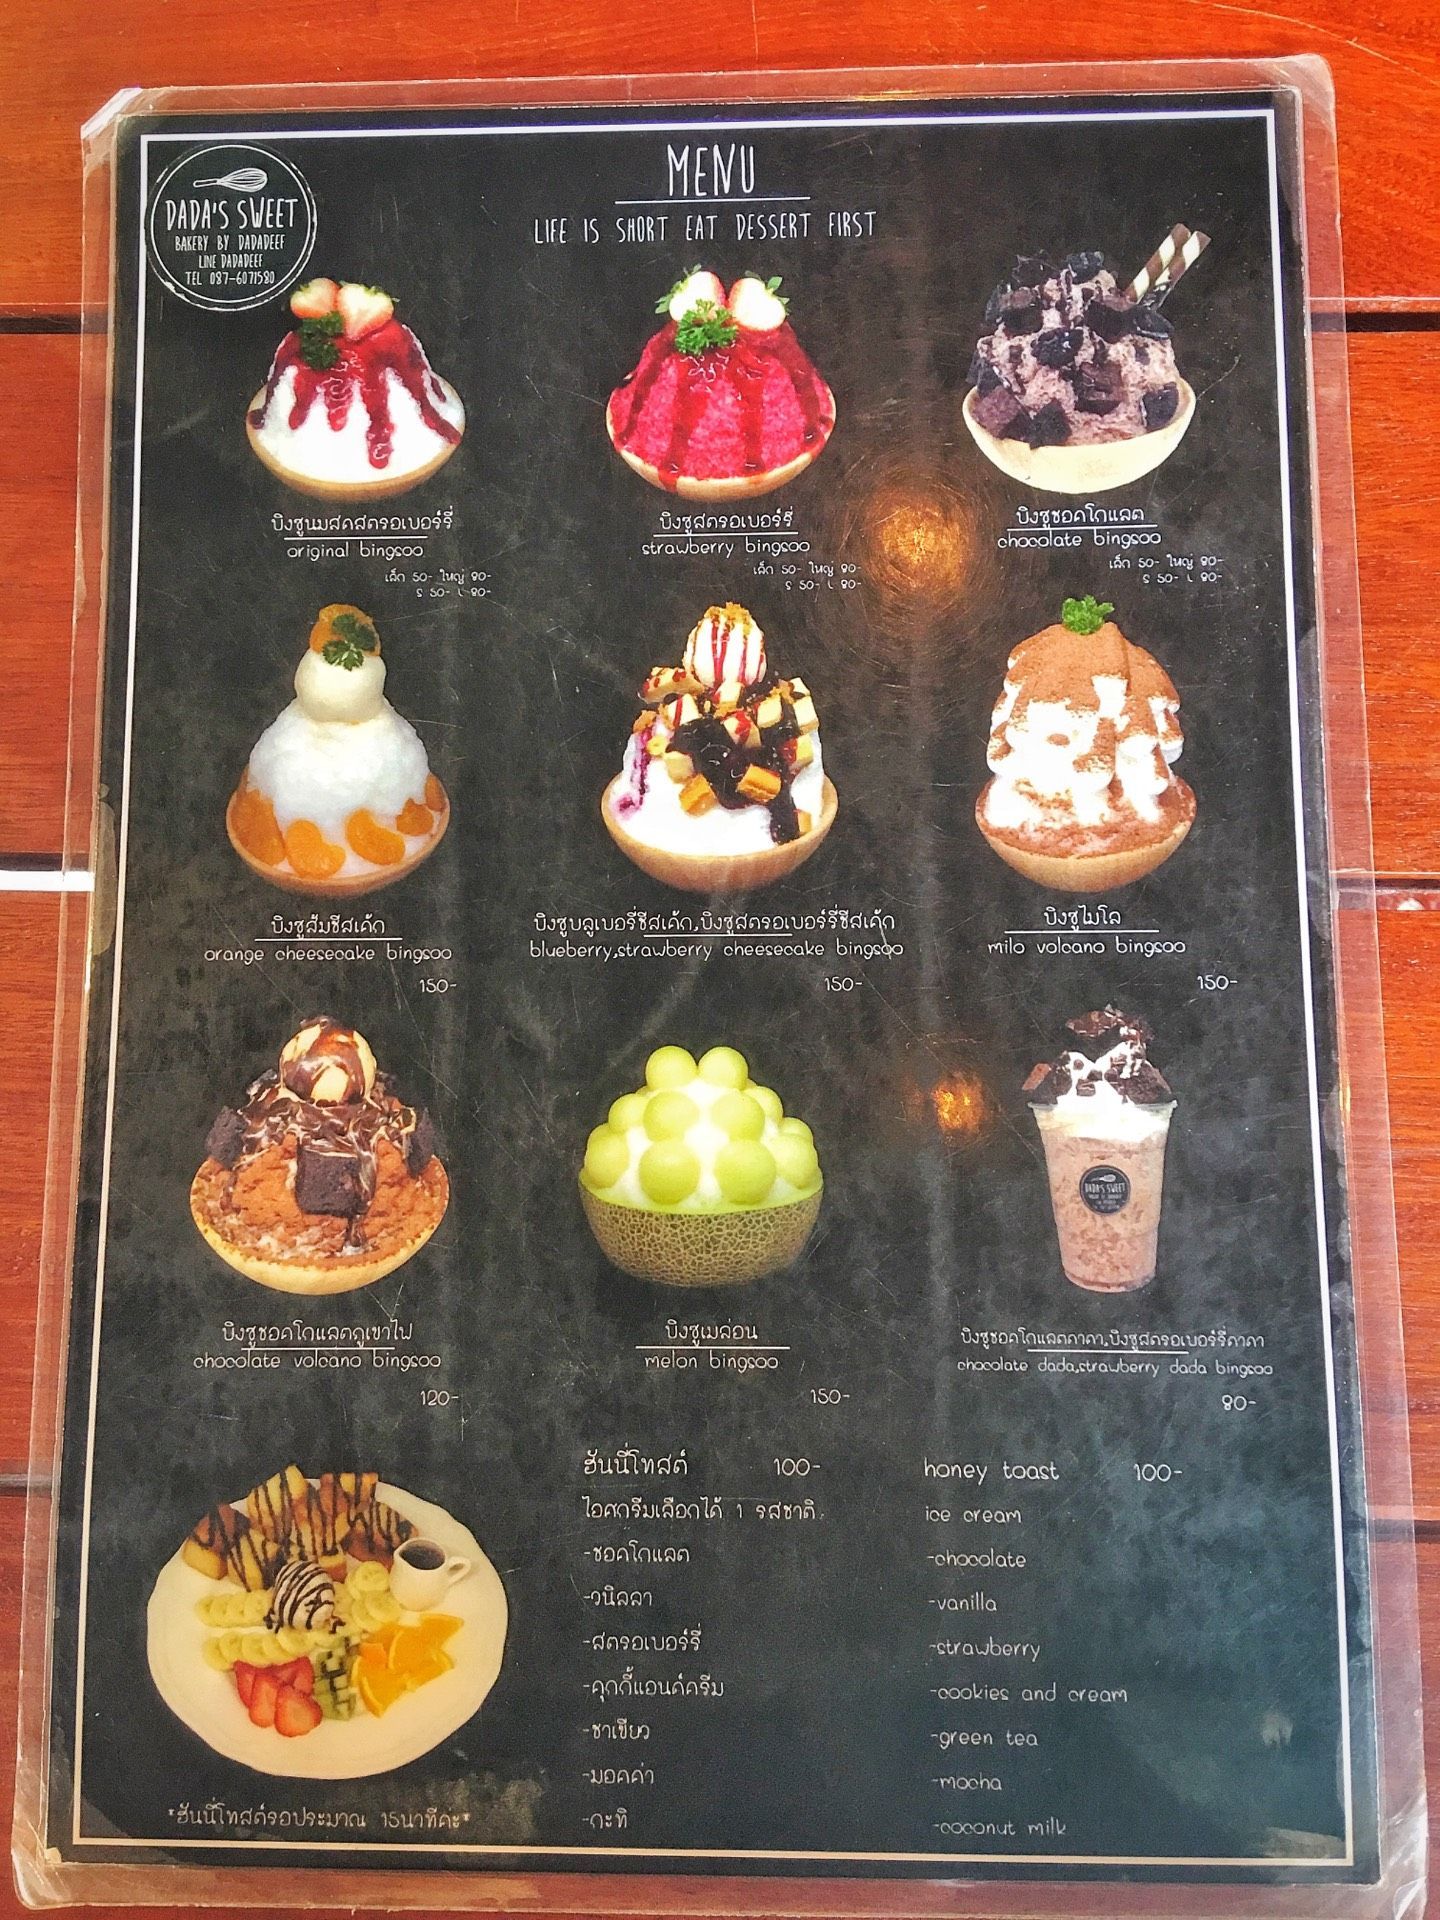 MENU
LIFE IS SHORT EAT DESSERT FIRST
DADA'S SWEET
BAKERY BY DADADEEF
LINE DADADEEF
TEL 087-6071580
บิงซูนมสดสตรอเบอร์รี่
original bingsoo
เล็ก 50- ใหญ่ 80-
S 50- L 80-
บิงซูสตรอเบอร์รี่
strawberry bingsoo
เล็ก 50- ใหญ่ 80-
S 50- L 80-
บิงซูชอคโกแลต
chocolate bingsoo
เล็ก 50- ใหญ่ 80-
S 50- L 80-
บิงซูส้มชีสเค้ก
orange cheesecake bingsoo
150-
บิงซูบลูเบอรี่ชีสเค้ก,บิงซูสตรอเบอร์รี่ชีสเค้ก
blueberry,strawberry cheesecake bingsoo
150-
บิงซูไมโล
milo volcano bingsoo
150-
บิงซูชอคโกแลตภูเขาไฟ
chocolate volcano bingsoo
120-
บิงซูเมล่อน
melon bingsoo
150-
DADA'S SWEET
บิงซูชอคโกแลตดาดา,บิงซูสตรอเบอร์รี่ดาดา
chocolate dada,strawberry dada bingsoo
80-
ฮันนี่โทสต์ 100-
ไอศกรีมเลือกได้ 1 รสชาติ
-ชอคโกแลต
-วนิลลา
-สตรอเบอร์รี่
-คุกกี้แอนด์ครีม
-ชาเขียว
-มอคค่า
-กะทิ
honey toast 100-
ice cream
-chocolate
-vanilla
-strawberry
-cookies and cream
-green tea
-mocha
-coconut milk
*ฮันนี่โทสต์รอประมาณ 15นาทีค่ะ*